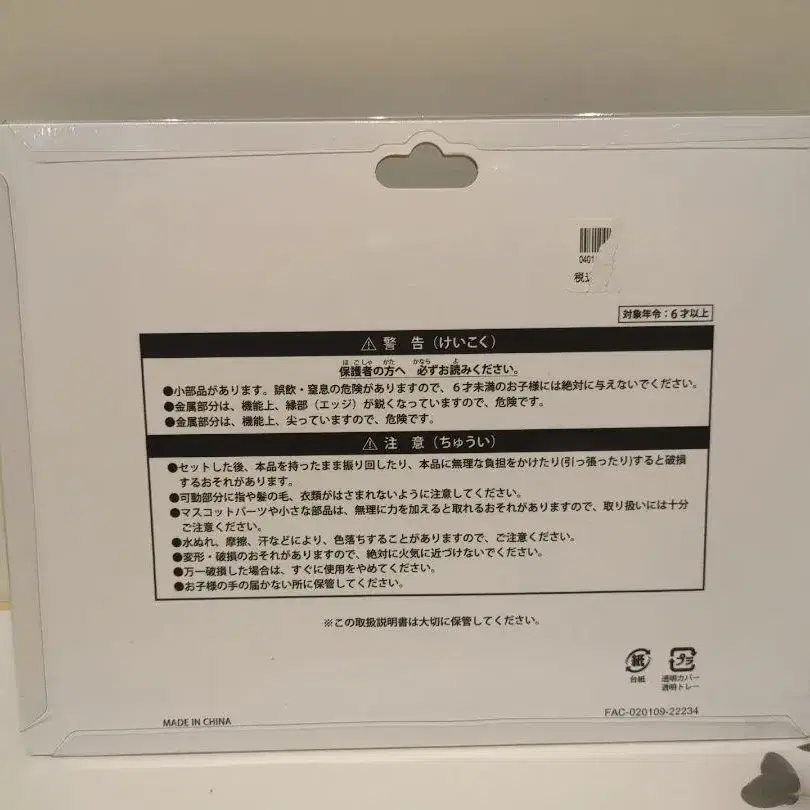 0401
税込
対象年令：6才以上
⚠ 警 告（けいこく）
保護者の方へ 必ずお読みください。
●小部品があります。誤飲・窒息の危険がありますので、６才未満のお子様には絶対に与えないでください。
●金属部分は、機能上、縁部（エッジ）が鋭くなっていますので、危険です。
●金属部分は、機能上、尖っていますので、危険です。
⚠ 注 意（ちゅうい）
●セットした後、本品を持ったまま振り回したり、本品に無理な負担をかけたり(引っ張ったり)すると破損
するおそれがあります。
●可動部分に指や髪の毛、衣類がはさまれないように注意してください。
●マスコットパーツや小さな部品は、無理に力を加えると取れるおそれがありますので、取り扱いには十分
ご注意ください。
●水ぬれ、摩擦、汗などにより、色落ちすることがありますので、ご注意ください。
●変形・破損のおそれがありますので、絶対に火気に近づけないでください。
●万一破損した場合は、すぐに使用をやめてください。
●お子様の手の届かない所に保管してください。
※この取扱説明書は大切に保管してください。
紙 プラ
台紙 透明カバー
透明トレー
FAC-020109-22234
MADE IN CHINA